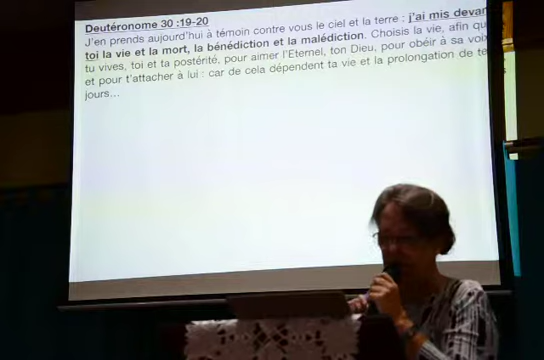 Deutéronome 30 :19-20
J'en prends aujourd'hui à témoin contre vous le ciel et la terre : j'ai mis devan
toi la vie et la mort, la bénédiction et la malédiction. Choisis la vie, afin qu
tu vives, toi et ta postérité, pour aimer l'Eternel, ton Dieu, pour obéir à sa voix
et pour t'attacher à lui : car de cela dépendent ta vie et la prolongation de te
jours…